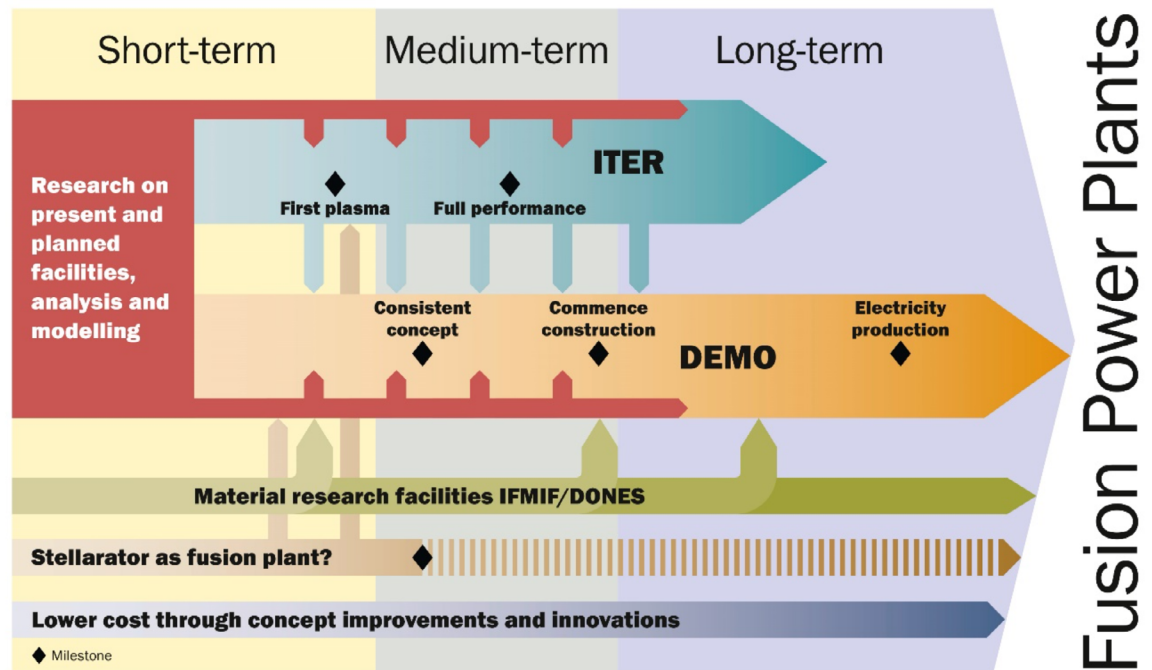 Short-term
Medium-term
Long-term
Research on
present and
planned
facilities,
analysis and
modelling
ITER
First plasma
Full performance
Consistent
concept
Commence
construction
Electricity
production
DEMO
Material research facilities IFMIF/DONES
Stellarator as fusion plant?
Lower cost through concept improvements and innovations
Milestone
Fusion Power Plants